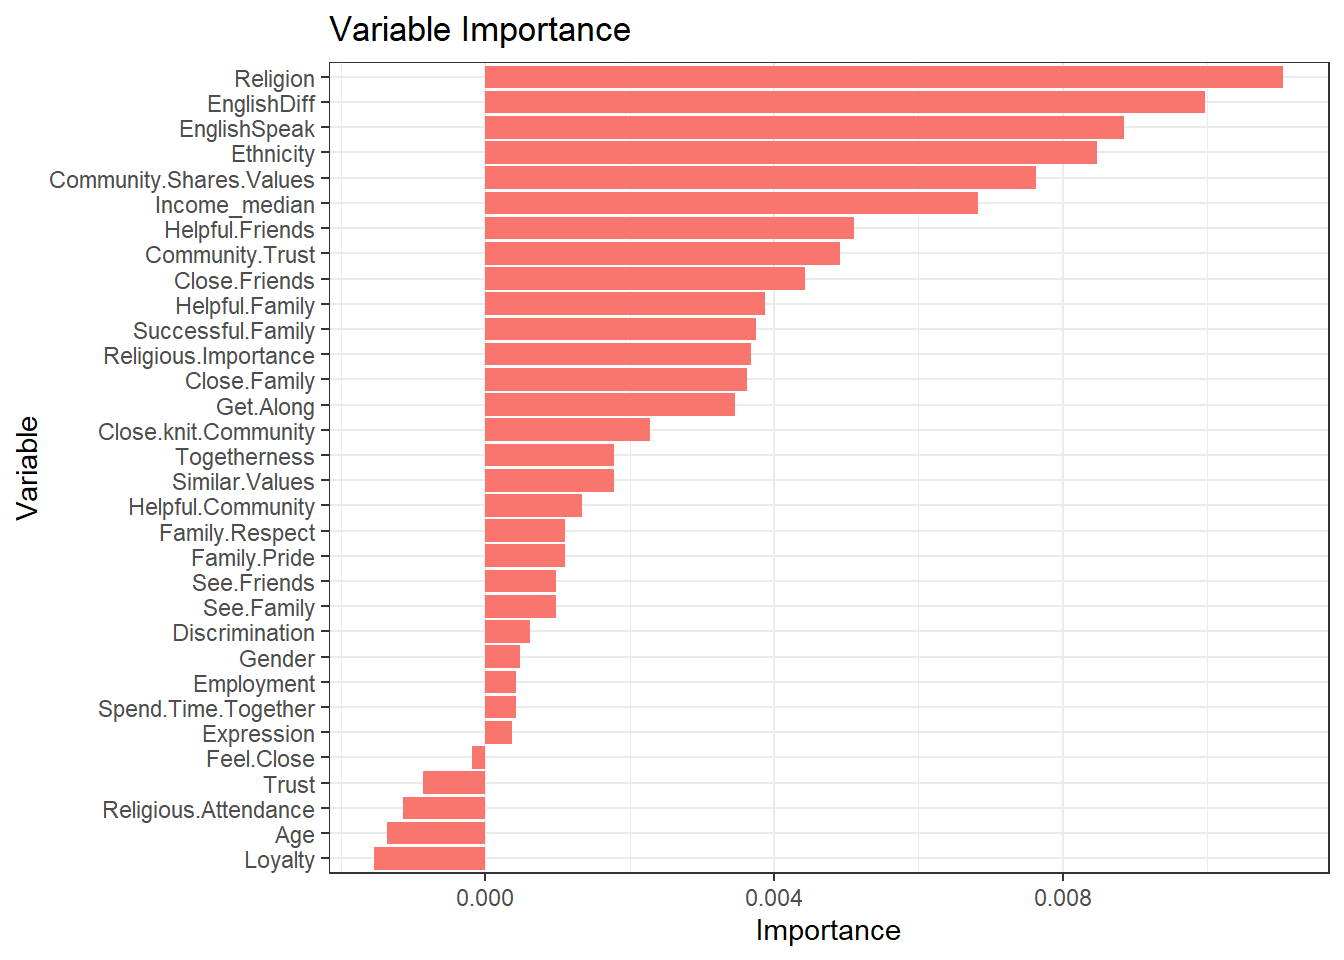 Variable Importance
Religion
EnglishDiff
EnglishSpeak
Ethnicity
Community.Shares.Values
Income_median
Helpful.Friends
Community.Trust
Close.Friends
Helpful.Family
Successful.Family
Religious.Importance
Close.Family
Get.Along
Close.knit.Community
Togetherness
Similar.Values
Helpful.Community
Family.Respect
Family.Pride
See.Friends
See.Family
Discrimination
Gender
Employment
Spend.Time.Together
Expression
Feel.Close
Trust
Religious.Attendance
Age
Loyalty
Variable
0.000 0.004 0.008
Importance